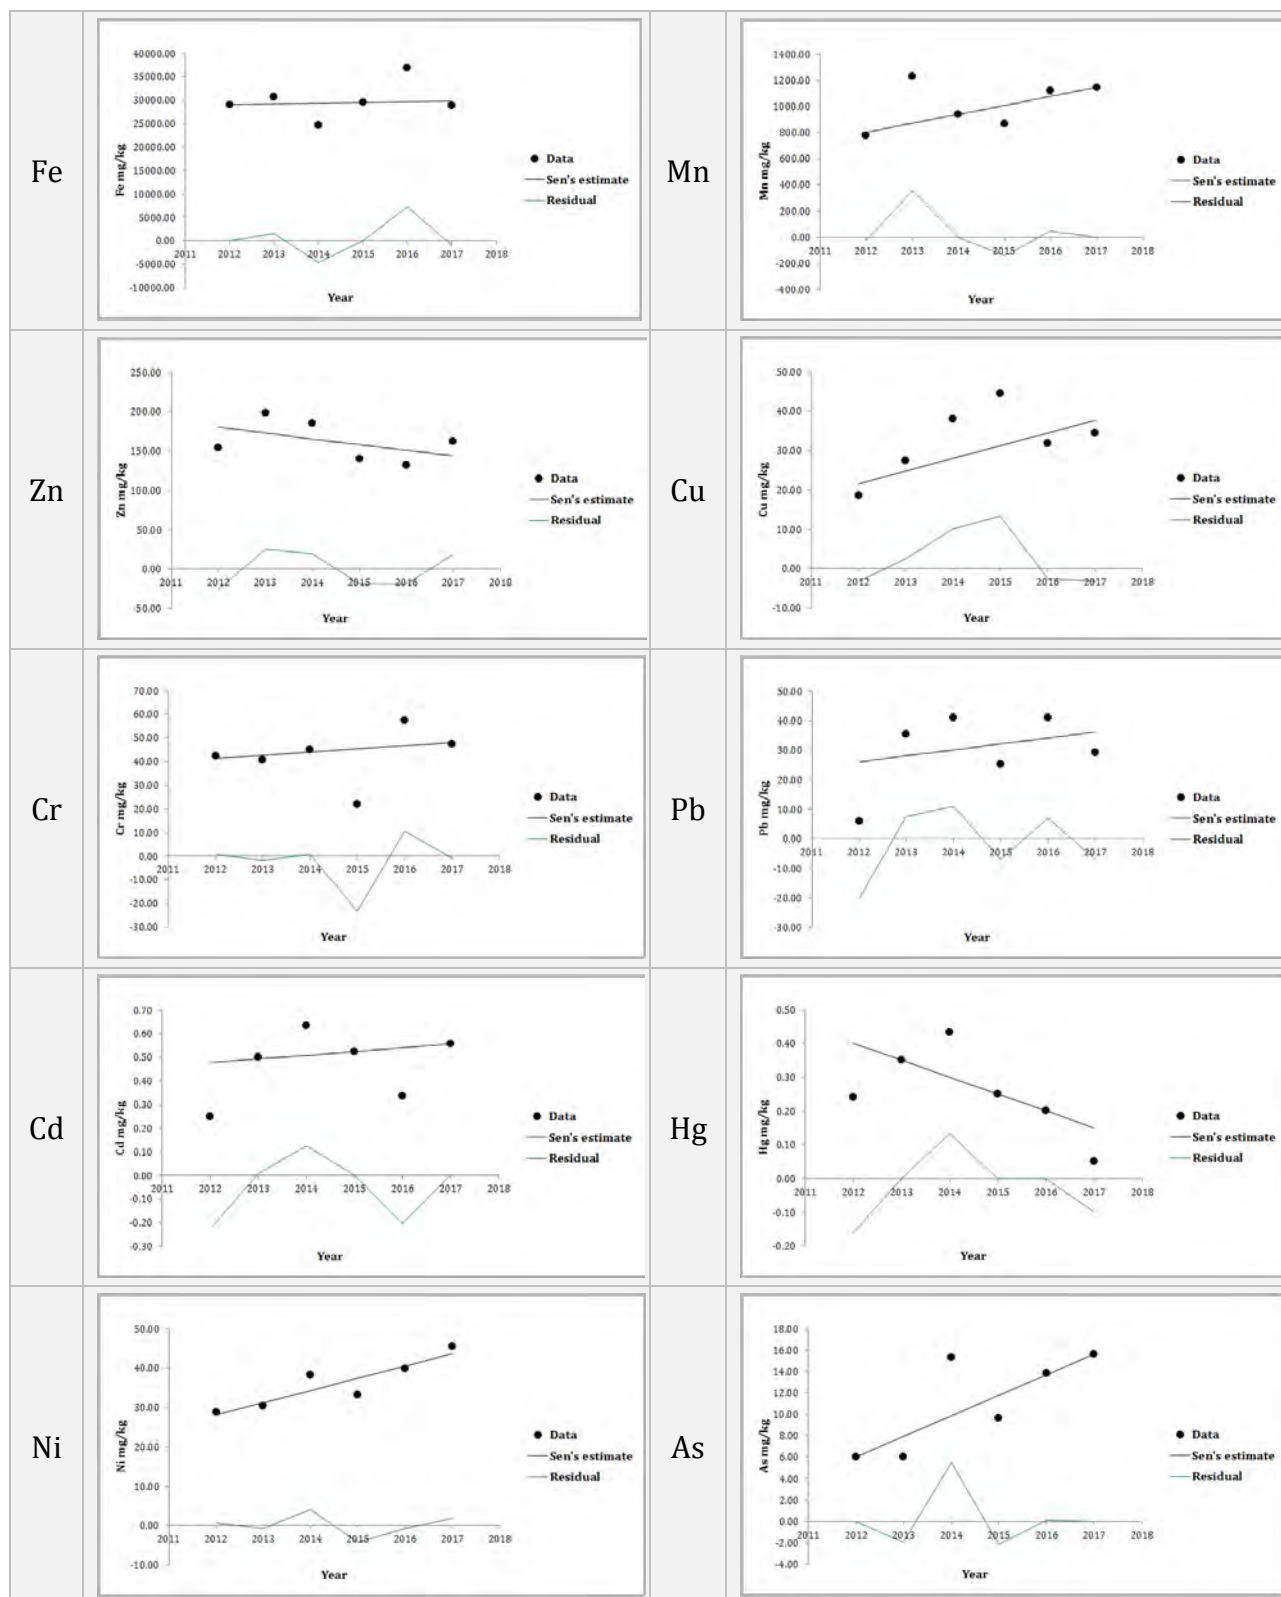 Fe
40000.00
35000.00
30000.00
25000.00
20000.00
15000.00
10000.00
5000.00
0.00
-5000.00
-10000.00
Fe mg/kg
2011 2012 2013 2014 2015 2016 2017 2018
Year
Data
Sen's estimate
Residual
Mn
1400.00
1200.00
1000.00
800.00
600.00
400.00
200.00
0.00
-200.00
-400.00
Mn mg/kg
2011 2012 2013 2014 2015 2016 2017 2018
Year
Data
Sen's estimate
Residual
Zn
250.00
200.00
150.00
100.00
50.00
0.00
-50.00
Zn mg/kg
2011 2012 2013 2014 2015 2016 2017 2018
Year
Data
Sen's estimate
Residual
Cu
50.00
40.00
30.00
20.00
10.00
0.00
-10.00
Cu mg/kg
2011 2012 2013 2014 2015 2016 2017 2018
Year
Data
Sen's estimate
Residual
Cr
70.00
60.00
50.00
40.00
30.00
20.00
10.00
0.00
-10.00
-20.00
-30.00
Cr mg/kg
2011 2012 2013 2014 2015 2016 2017 2018
Year
Data
Sen's estimate
Residual
Pb
50.00
40.00
30.00
20.00
10.00
0.00
-10.00
-20.00
-30.00
Pb mg/kg
2011 2012 2013 2014 2015 2016 2017 2018
Year
Data
Sen's estimate
Residual
Cd
0.70
0.60
0.50
0.40
0.30
0.20
0.10
0.00
-0.10
-0.20
-0.30
Cd mg/kg
2011 2012 2013 2014 2015 2016 2017 2018
Year
Data
Sen's estimate
Residual
Hg
0.50
0.40
0.30
0.20
0.10
0.00
-0.10
-0.20
Hg mg/kg
2011 2012 2013 2014 2015 2016 2017 2018
Year
Data
Sen's estimate
Residual
Ni
50.00
40.00
30.00
20.00
10.00
0.00
-10.00
Ni mg/kg
2011 2012 2013 2014 2015 2016 2017 2018
Year
Data
Sen's estimate
Residual
As
18.00
16.00
14.00
12.00
10.00
8.00
6.00
4.00
2.00
0.00
-2.00
-4.00
As mg/kg
2011 2012 2013 2014 2015 2016 2017 2018
Year
Data
Sen's estimate
Residual